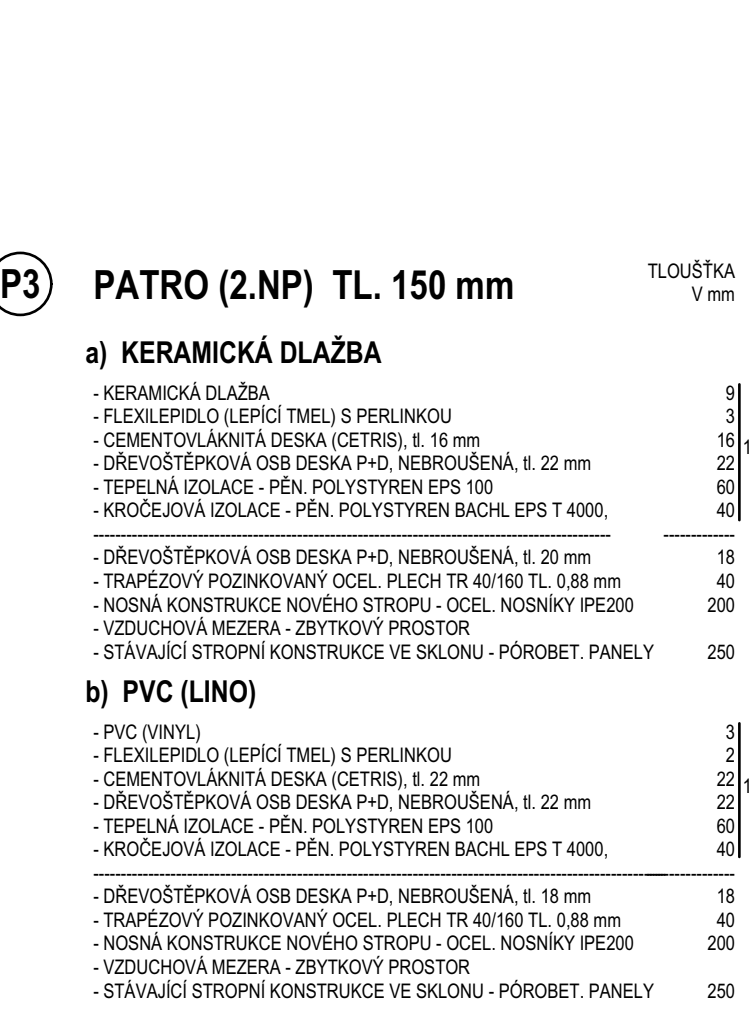 P3 PATRO (2.NP) TL. 150 mm TLOUŠŤKA
V mm
a) KERAMICKÁ DLAŽBA
- KERAMICKÁ DLAŽBA 9
- FLEXILEPIDLO (LEPÍCÍ TMEL) S PERLINKOU 3
- CEMENTOVLÁKNITÁ DESKA (CETRIS), tl. 16 mm 16
- DŘEVOŠTĚPKOVÁ OSB DESKA P+D, NEBROUŠENÁ, tl. 22 mm 22
- TEPELNÁ IZOLACE - PĚN. POLYSTYREN EPS 100 60
- KROČEJOVÁ IZOLACE - PĚN. POLYSTYREN BACHL EPS T 4000, 40
- DŘEVOŠTĚPKOVÁ OSB DESKA P+D, NEBROUŠENÁ, tl. 20 mm 18
- TRAPÉZOVÝ POZINKOVANÝ OCEL. PLECH TR 40/160 TL. 0,88 mm 40
- NOSNÁ KONSTRUKCE NOVÉHO STROPU - OCEL. NOSNÍKY IPE200 200
- VZDUCHOVÁ MEZERA - ZBYTKOVÝ PROSTOR
- STÁVAJÍCÍ STROPNÍ KONSTRUKCE VE SKLONU - PÓROBET. PANELY 250
b) PVC (LINO)
- PVC (VINYL) 3
- FLEXILEPIDLO (LEPÍCÍ TMEL) S PERLINKOU 2
- CEMENTOVLÁKNITÁ DESKA (CETRIS), tl. 22 mm 22
- DŘEVOŠTĚPKOVÁ OSB DESKA P+D, NEBROUŠENÁ, tl. 22 mm 22
- TEPELNÁ IZOLACE - PĚN. POLYSTYREN EPS 100 60
- KROČEJOVÁ IZOLACE - PĚN. POLYSTYREN BACHL EPS T 4000, 40
- DŘEVOŠTĚPKOVÁ OSB DESKA P+D, NEBROUŠENÁ, tl. 18 mm 18
- TRAPÉZOVÝ POZINKOVANÝ OCEL. PLECH TR 40/160 TL. 0,88 mm 40
- NOSNÁ KONSTRUKCE NOVÉHO STROPU - OCEL. NOSNÍKY IPE200 200
- VZDUCHOVÁ MEZERA - ZBYTKOVÝ PROSTOR
- STÁVAJÍCÍ STROPNÍ KONSTRUKCE VE SKLONU - PÓROBET. PANELY 250